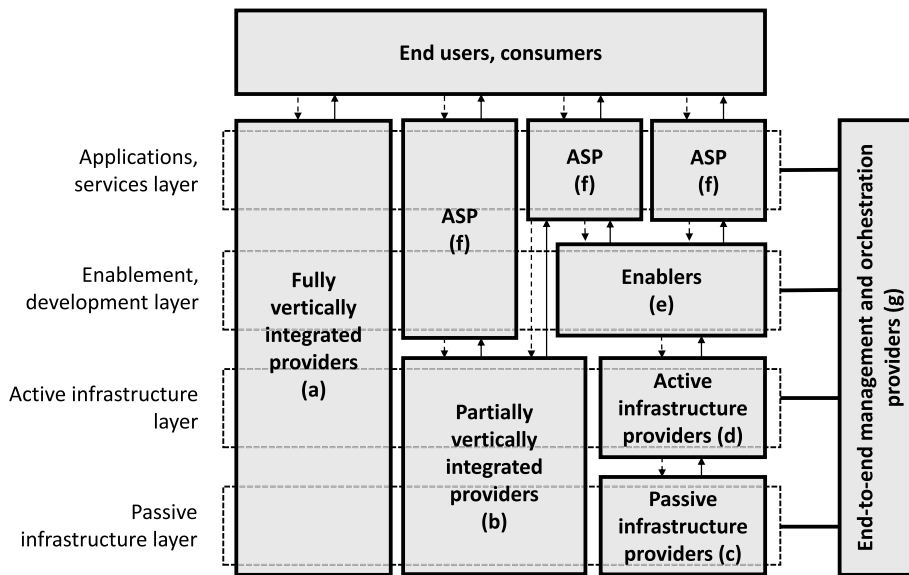 End users, consumers
Applications,
services layer
ASP
(f)
ASP
(f)
ASP
(f)
Enablement,
development layer
Fully
vertically
integrated
providers
(a)
Enablers
(e)
Active infrastructure
layer
Partially
vertically
integrated
providers
(b)
Active
infrastructure
providers (d)
Passive
infrastructure layer
Passive
infrastructure
providers (c)
End-to-end management and orchestration
providers (g)